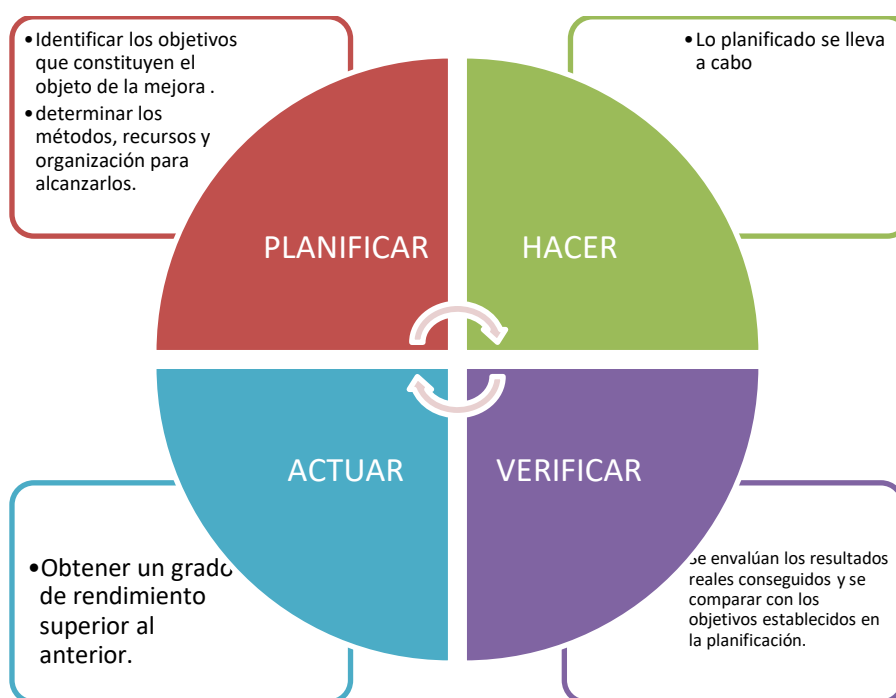 •Identificar los objetivos
que constituyen el
objeto de la mejora .
•determinar los
métodos, recursos y
organización para
alcanzarlos.
•Lo planificado se lleva
a cabo
PLANIFICAR
HACER
ACTUAR
VERIFICAR
•Obtener un grado
de rendimiento
superior al
anterior.
Se envalúan los resultados
reales conseguidos y se
comparar con los
objetivos establecidos en
la planificación.